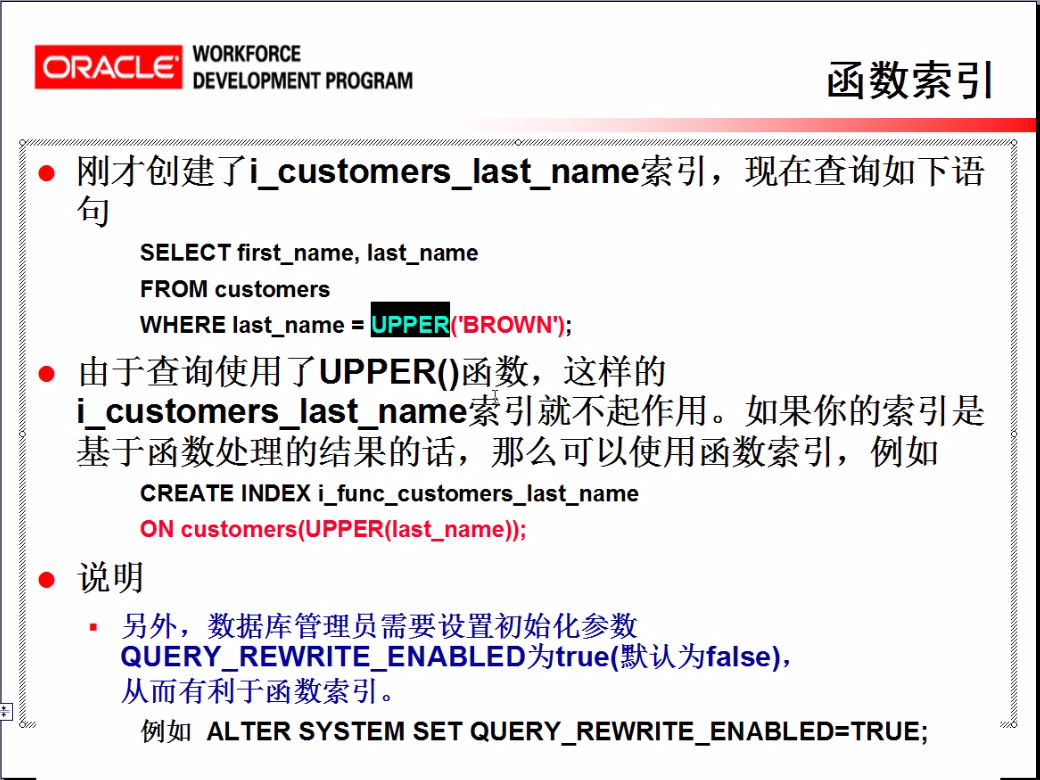 ORACLE WORKFORCE
DEVELOPMENT PROGRAM
函数索引
刚才创建了i_customers_last_name索引，现在查询如下语
句
SELECT first_name, last_name
FROM customers
WHERE last_name = UPPER('BROWN');
由于查询使用了UPPER()函数，这样的
i_customers_last_name索引就不起作用。如果你的索引是
基于函数处理的结果的话，那么可以使用函数索引，例如
CREATE INDEX i_func_customers_last_name
ON customers(UPPER(last_name));
说明
另外，数据库管理员需要设置初始化参数
QUERY_REWRITE_ENABLED为true(默认为false)，
从而有利于函数索引。
例如 ALTER SYSTEM SET QUERY_REWRITE_ENABLED=TRUE;